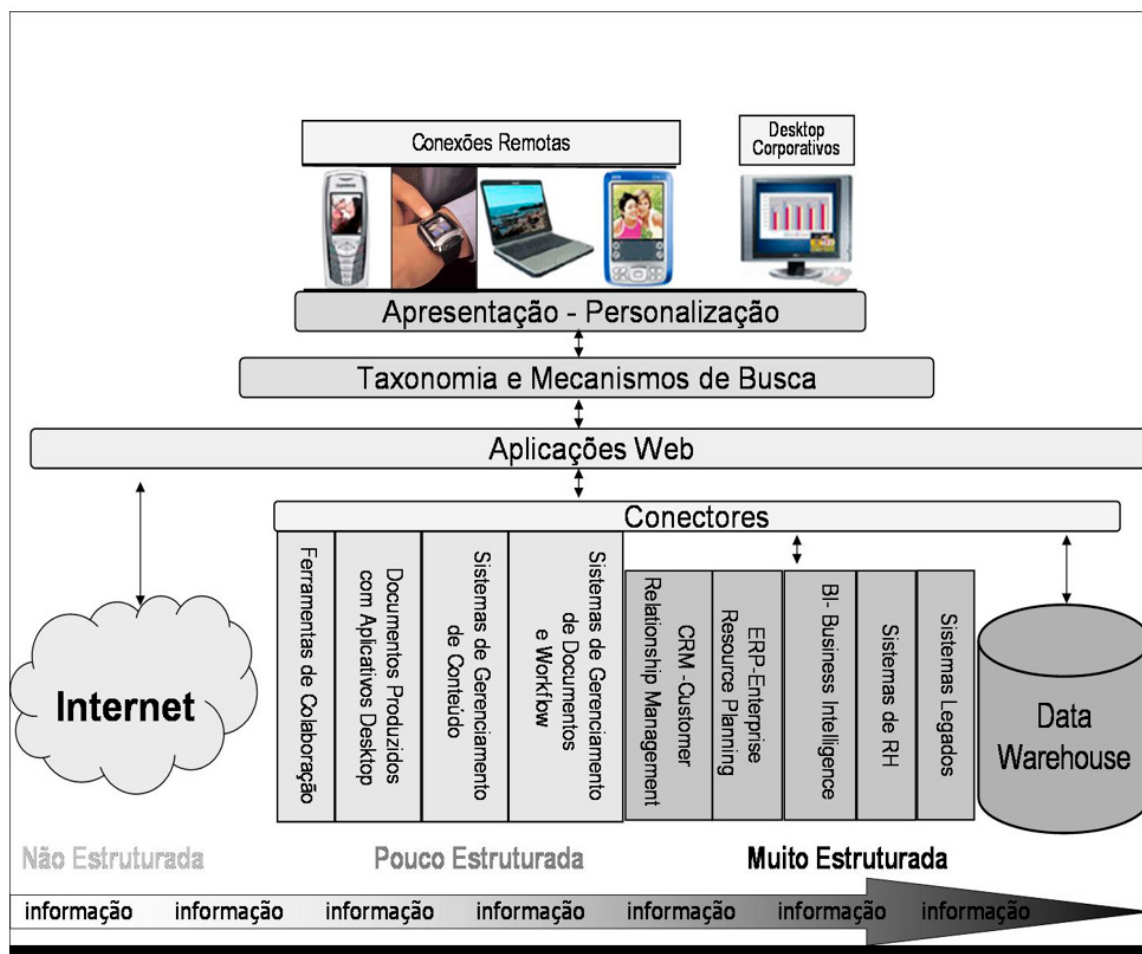 Conexões Remotas
Desktop
Corporativos
Apresentação - Personalização
Taxonomia e Mecanismos de Busca
Aplicações Web
Conectores
Internet
Ferramentas de Colaboração
Documentos Produzidos
com Aplicativos Desktop
Sistemas de Gerenciamento
de Conteúdo
Sistemas de Gerenciamento
de Documentos
e Workflow
CRM -Customer
Relationship Management
ERP-Enterprise
Resource Planning
BI- Business Intelligence
Sistemas de RH
Sistemas Legados
Data
Warehouse
Não Estruturada
Pouco Estruturada
Muito Estruturada
informação informação informação informação informação informação informação